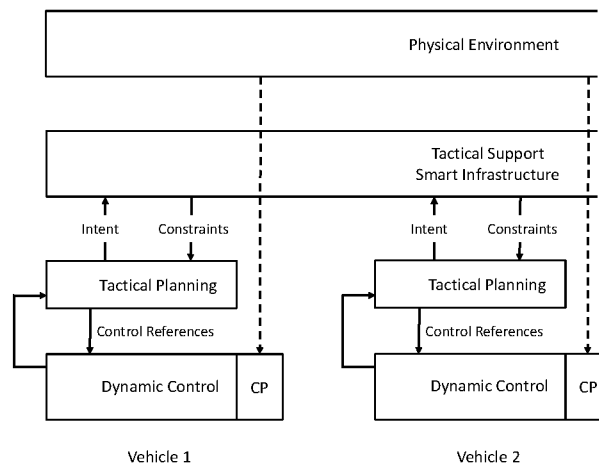 Physical Environment
Tactical Support
Smart Infrastructure
Intent
Constraints
Intent
Constraints
Tactical Planning
Tactical Planning
Control References
Control References
Dynamic Control
CP
Dynamic Control
CP
Vehicle 1
Vehicle 2